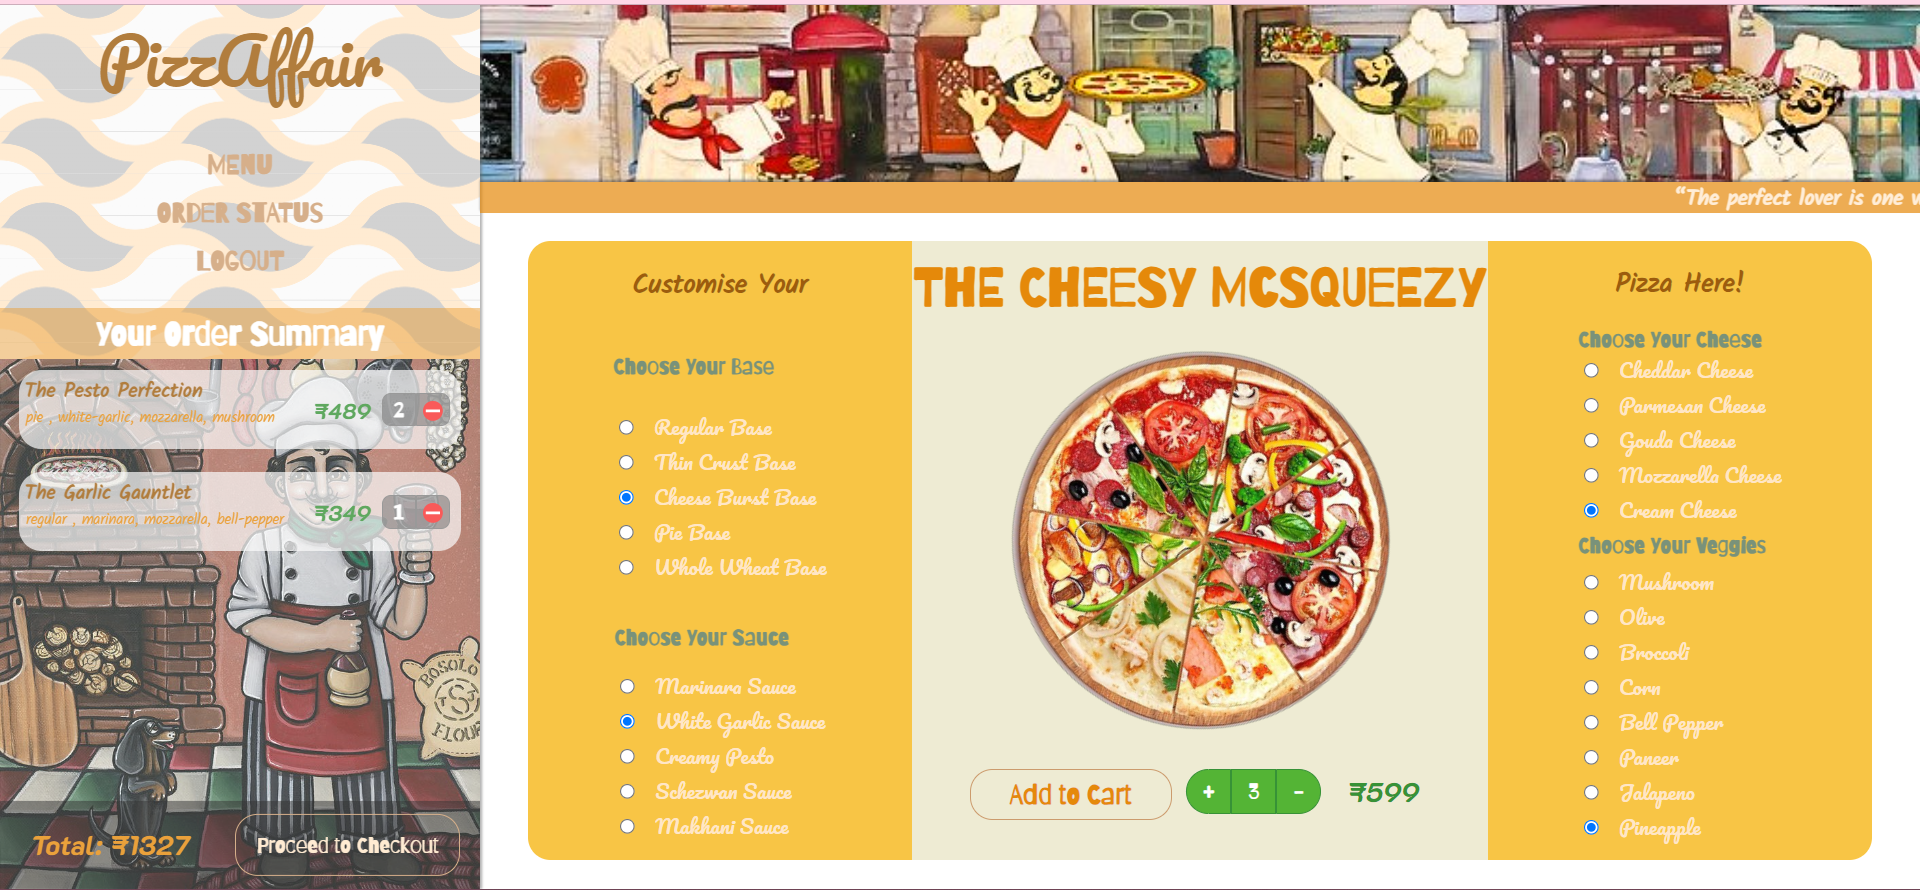 PizzAffair
MENU
ORDER STATUS
LOGOUT
Your Order Summary
The Pesto Perfection
pie , white-garlic, mozzarella, mushroom
₹489
2
The Garlic Gauntlet
regular , marinara, mozzarella, bell-pepper
₹349
1
BOSOLO
FLOUR
Total: ₹1327
Proceed to Checkout
“The perfect lover is one w
Customise Your
Choose Your Base
Regular Base
Thin Crust Base
Cheese Burst Base
Pie Base
Whole Wheat Base
Choose Your Sauce
Marinara Sauce
White Garlic Sauce
Creamy Pesto
Schezwan Sauce
Makhani Sauce
THE CHEESY MCSQUEEZY
Add to Cart
+ 3 -
₹599
Pizza Here!
Choose Your Cheese
Cheddar Cheese
Parmesan Cheese
Gouda Cheese
Mozzarella Cheese
Cream Cheese
Choose Your Veggies
Mushroom
Olive
Broccoli
Corn
Bell Pepper
Paneer
Jalapeno
Pineapple